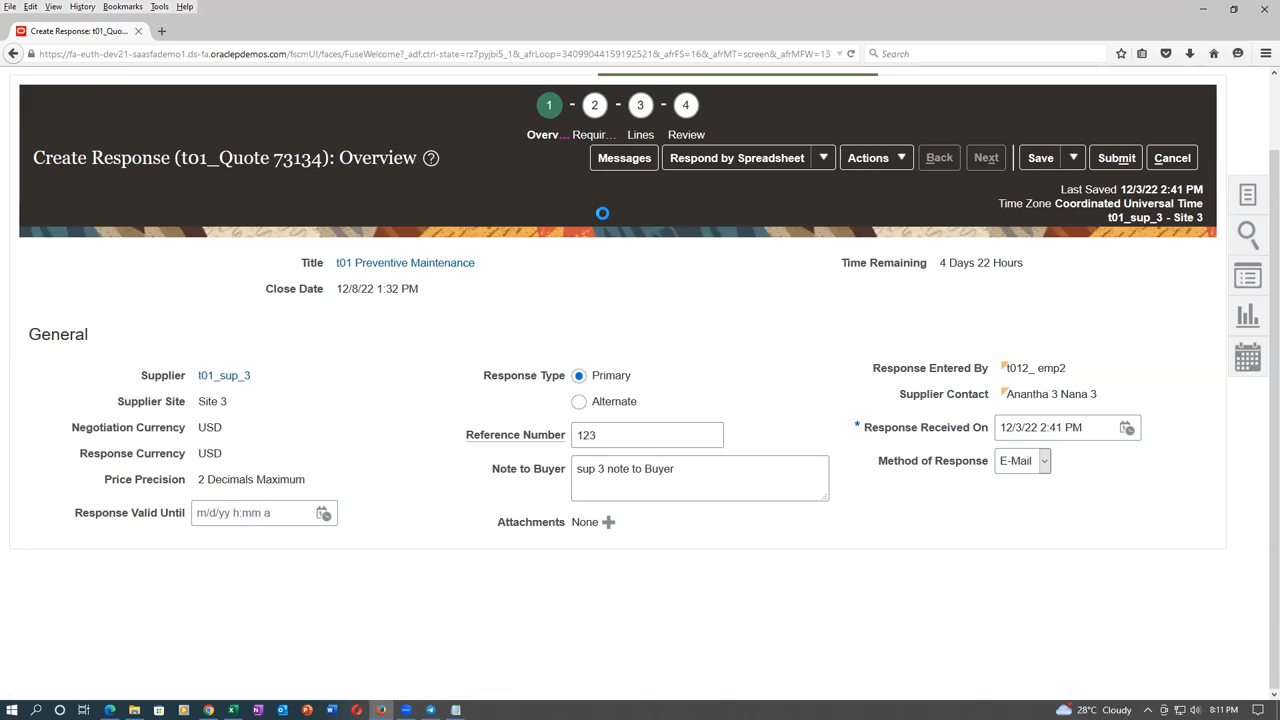 File Edit View History Bookmarks Tools Help
Create Response: t01_Quo...
https://fa-euth-dev21-saasfademo1.ds-fa.oraclepdemos.com/fscmUI/faces/FuseWelcome?_adf.ctrl-state=rz7pyjbi5_1&_afrLoop=34099044159192521&_afrFS=16&_afrMT=screen&_afrMFW=13
Search
1 - 2 - 3 - 4
Overv... Requir... Lines Review
Create Response (t01_Quote 73134): Overview
Messages Respond by Spreadsheet Actions Back Next Save Submit Cancel
Last Saved 12/3/22 2:41 PM
Time Zone Coordinated Universal Time
t01_sup_3 - Site 3
Title t01 Preventive Maintenance
Time Remaining 4 Days 22 Hours
Close Date 12/8/22 1:32 PM
General
Supplier t01_sup_3
Supplier Site Site 3
Negotiation Currency USD
Response Currency USD
Price Precision 2 Decimals Maximum
Response Valid Until m/d/yy h:mm a
Response Type Primary
Alternate
Reference Number 123
Note to Buyer sup 3 note to Buyer
Attachments None
Response Entered By t012_ emp2
Supplier Contact Anantha 3 Nana 3
* Response Received On 12/3/22 2:41 PM
Method of Response E-Mail
28°C Cloudy 8:11 PM